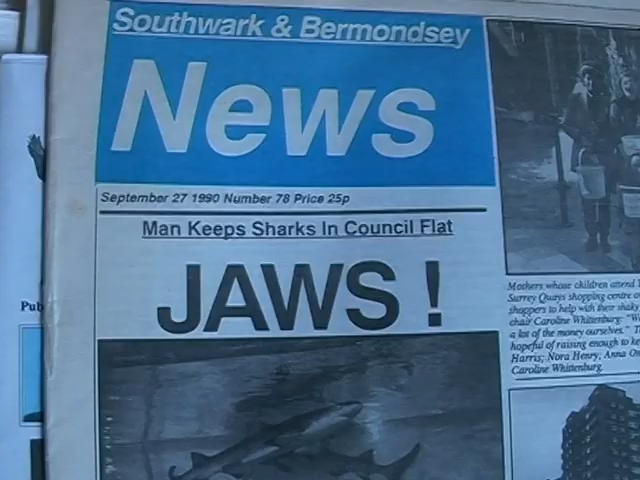 Southwark & Bermondsey
News
September 27 1990 Number 78 Price 25p
Man Keeps Sharks In Council Flat
JAWS !
Mothers whose children attend
Surrey Quays shopping centre
shoppers to help with their shaky
chair Caroline Whittenburg: "
a lot of the money ourselves."
hopeful of raising enough to
Harris; Nora Henry; Anna
Caroline Whittenburg.
Pub